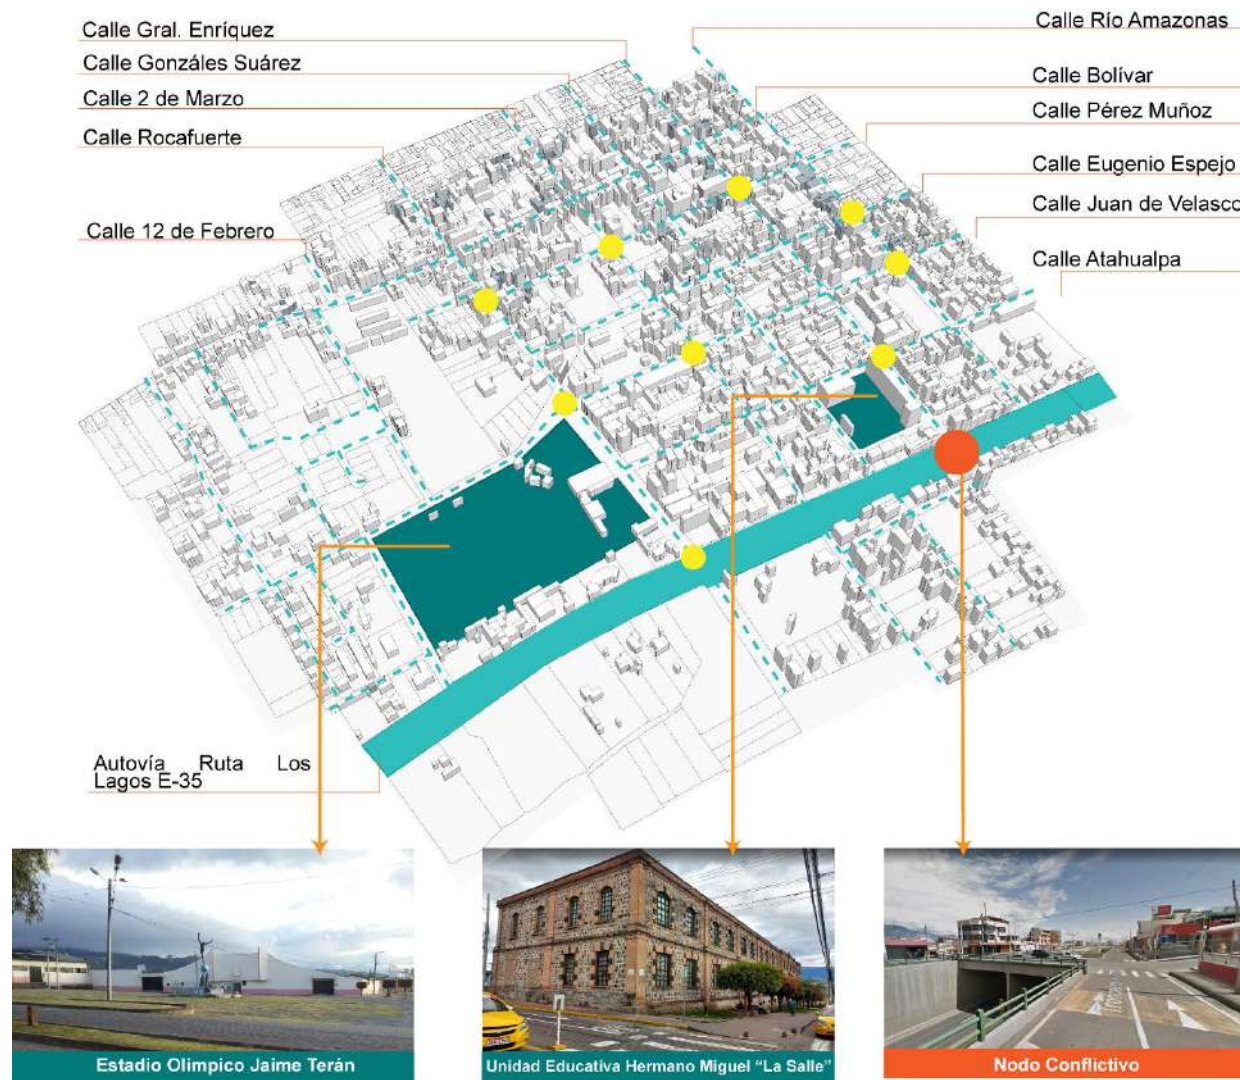 Calle Gral. Enríquez
Calle Gonzáles Suárez
Calle 2 de Marzo
Calle Rocafuerte
Calle 12 de Febrero
Calle Río Amazonas
Calle Bolívar
Calle Pérez Muñoz
Calle Eugenio Espejo
Calle Juan de Velasco
Calle Atahualpa
Autovía Ruta Los
Lagos E-35
Estadio Olimpico Jaime Terán
Unidad Educativa Hermano Miguel “La Salle”
Nodo Conflictivo